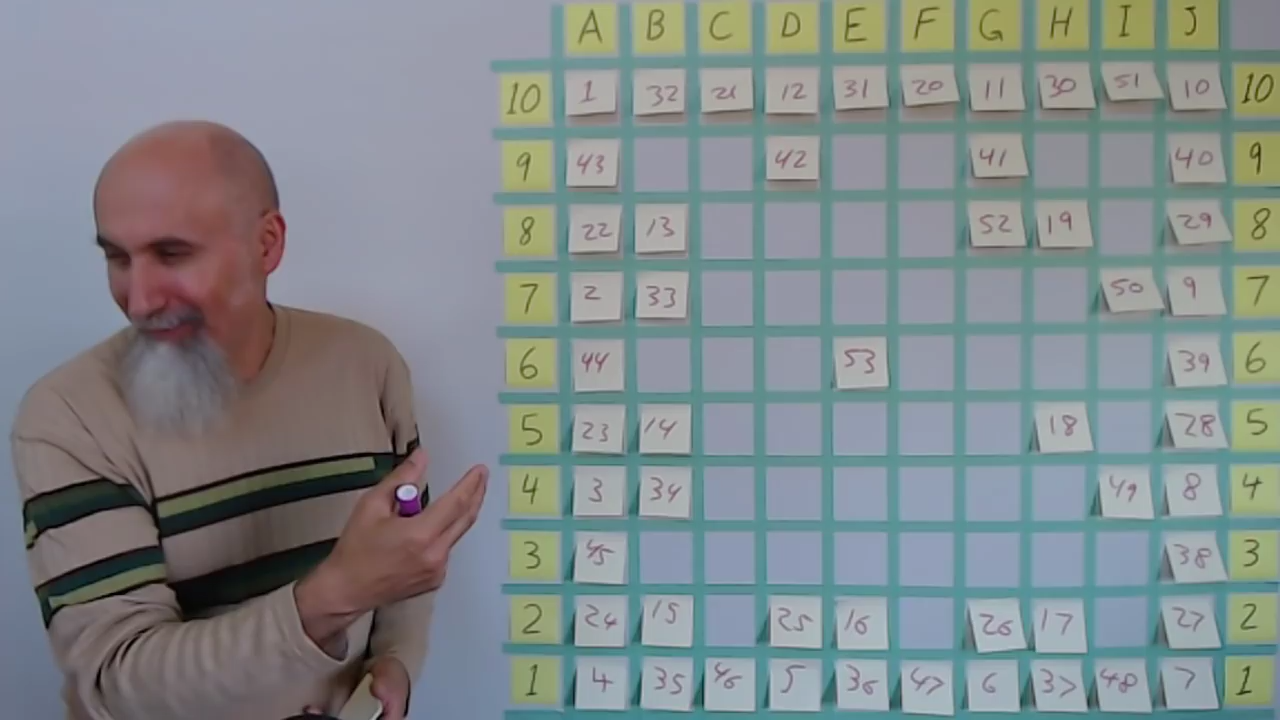 A B C D E F G H I J
10 1 32 21 12 31 20 11 30 51 10 10
9 43 42 41 40 9
8 22 13 52 19 29 8
7 2 33 50 9 7
6 44 53 39 6
5 23 14 18 28 5
4 3 34 49 8 4
3 45 38 3
2 24 15 25 16 26 17 27 2
1 4 35 46 5 36 47 6 37 48 7 1